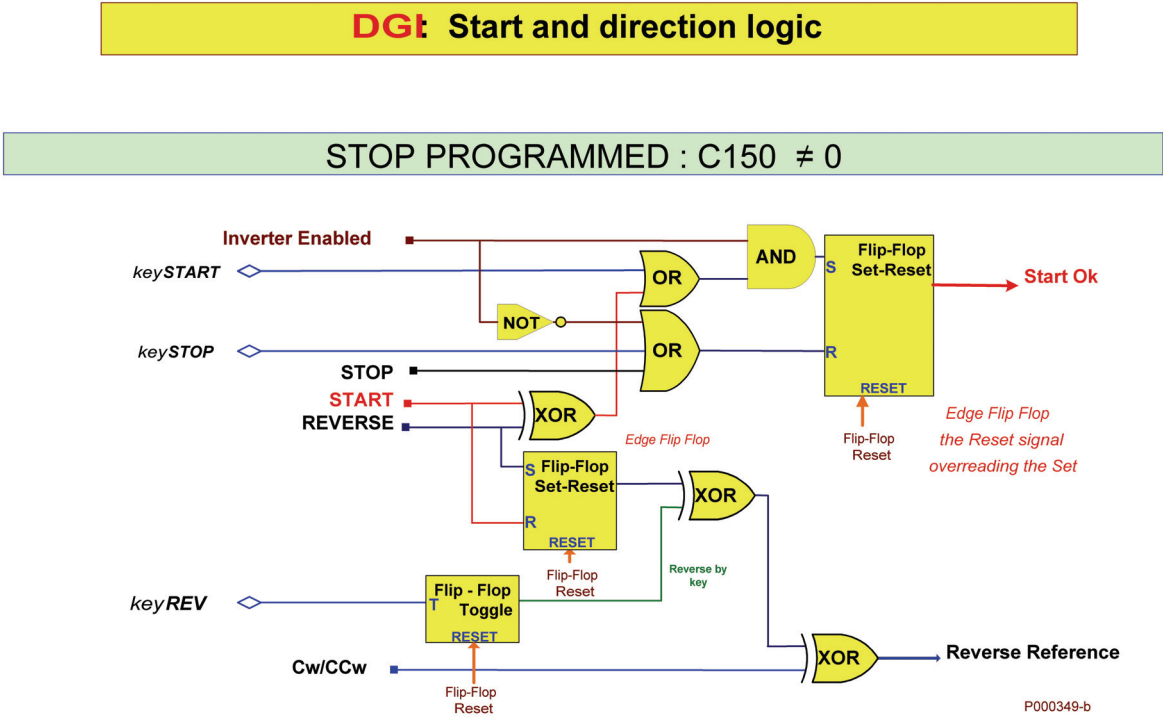 DGI: Start and direction logic
STOP PROGRAMMED : C150 ≠ 0
Inverter Enabled
keySTART
OR
AND
S
Flip-Flop
Set-Reset
Start Ok
NOT
keySTOP
OR
R
STOP
START
REVERSE
XOR
RESET
Flip-Flop
Reset
Edge Flip Flop
the Reset signal
overreading the Set
Edge Flip Flop
S
Flip-Flop
Set-Reset
R
RESET
Flip-Flop
Reset
XOR
Reverse by
key
keyREV
T
Flip - Flop
Toggle
RESET
Flip-Flop
Reset
Cw/CCw
XOR
Reverse Reference
P000349-b